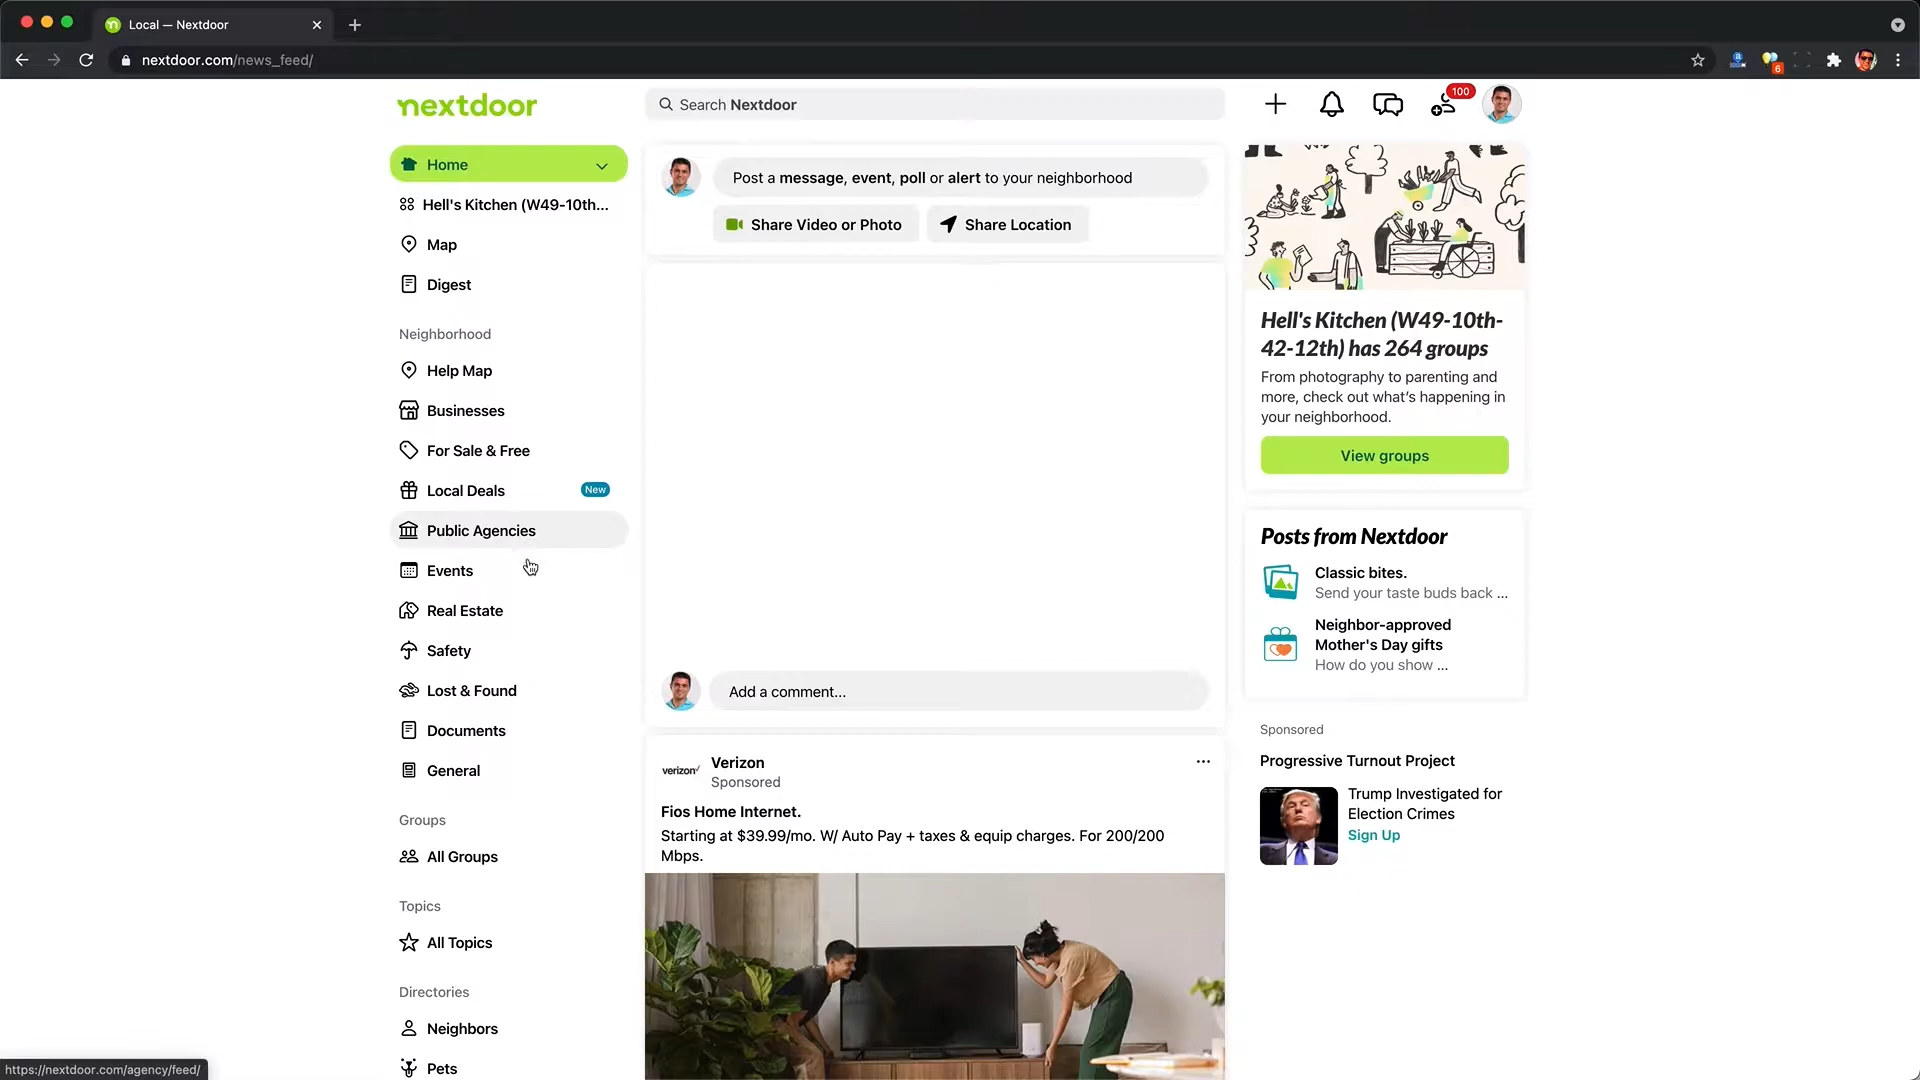 Local — Nextdoor
nextdoor.com/news_feed/
6
nextdoor
Search Nextdoor
100
Home
Hell's Kitchen (W49-10th...
Map
Digest
Neighborhood
Help Map
Businesses
For Sale & Free
Local Deals New
Public Agencies
Events
Real Estate
Safety
Lost & Found
Documents
General
Groups
All Groups
Topics
All Topics
Directories
Neighbors
Pets
Post a message, event, poll or alert to your neighborhood
Share Video or Photo Share Location
Add a comment...
verizon
Verizon
Sponsored
Fios Home Internet.
Starting at $39.99/mo. W/ Auto Pay + taxes & equip charges. For 200/200
Mbps.
Hell's Kitchen (W49-10th-
42-12th) has 264 groups
From photography to parenting and
more, check out what's happening in
your neighborhood.
View groups
Posts from Nextdoor
Classic bites.
Send your taste buds back ...
Neighbor-approved
Mother's Day gifts
How do you show ...
Sponsored
Progressive Turnout Project
Trump Investigated for
Election Crimes
Sign Up
https://nextdoor.com/agency/feed/